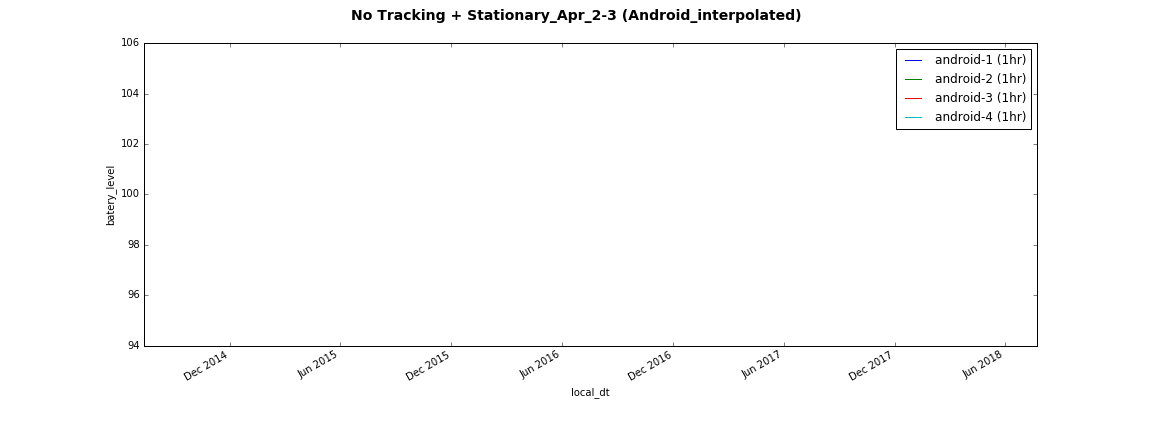 No Tracking + Stationary_Apr_2-3 (Android_interpolated)
106
104
102
100
98
96
94
batery_level
android-1 (1hr)
android-2 (1hr)
android-3 (1hr)
android-4 (1hr)
Dec 2014
Jun 2015
Dec 2015
Jun 2016
Dec 2016
Jun 2017
Dec 2017
Jun 2018
local_dt